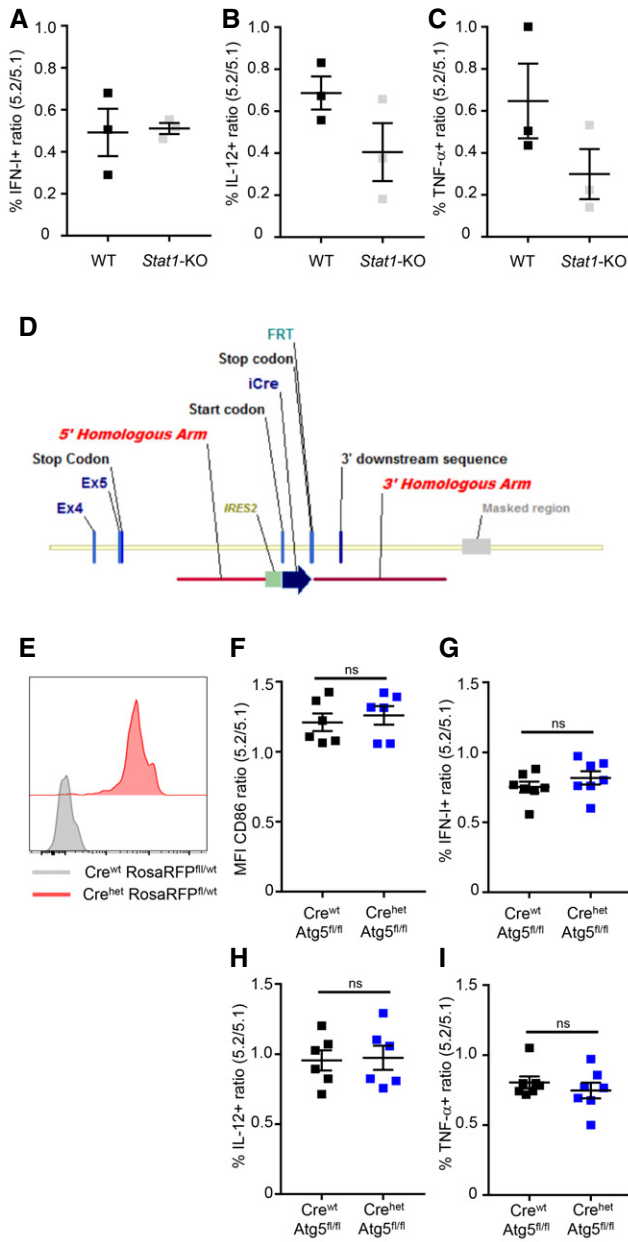 A
% IFN-I+ ratio (5.2/5.1)
1.0
0.8
0.6
0.4
0.2
0
WT
Stat1-KO
B
% IL-12+ ratio (5.2/5.1)
1.0
0.8
0.6
0.4
0.2
0
WT
Stat1-KO
C
% TNF-α+ ratio (5.2/5.1)
1.0
0.8
0.6
0.4
0.2
0
WT
Stat1-KO
D
FRT
Stop codon
iCre
Start codon
5' Homologous Arm
3' downstream sequence
Stop Codon
3' Homologous Arm
Ex5
Ex4
IRES2
Masked region
E
Crewt RosaRFPfl/wt
Crehet RosaRFPfl/wt
F
MFI CD86 ratio (5.2/5.1)
ns
1.5
1.0
0.5
0
Crewt Crehet
Atg5fl/fl Atg5fl/fl
G
% IFN-I+ ratio (5.2/5.1)
ns
1.5
1.0
0.5
0
Crewt Crehet
Atg5fl/fl Atg5fl/fl
H
% IL-12+ ratio (5.2/5.1)
ns
1.5
1.0
0.5
0
Crewt Crehet
Atg5fl/fl Atg5fl/fl
I
% TNF-α+ ratio (5.2/5.1)
ns
1.5
1.0
0.5
0
Crewt Crehet
Atg5fl/fl Atg5fl/fl